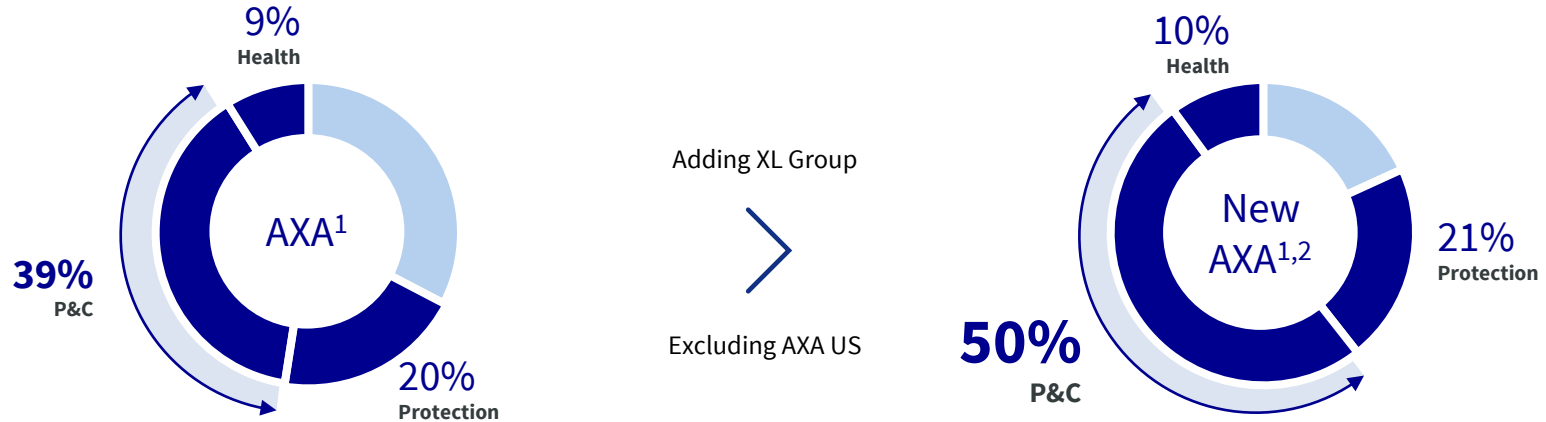 9%
Health
AXA1
39%
P&C
20%
Protection
Adding XL Group
Excluding AXA US
10%
Health
New
AXA1,2
21%
Protection
50%
P&C